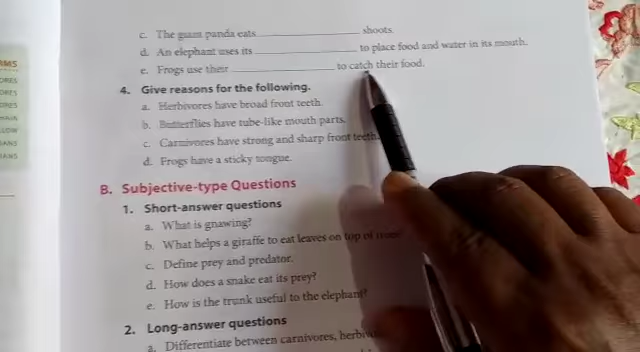 c. The giant panda eats ______________ shoots.
d. An elephant uses its ______________ to place food and water in its mouth.
e. Frogs use their ______________ to catch their food.
4. Give reasons for the following.
a. Herbivores have broad front teeth.
b. Butterflies have tube-like mouth parts.
c. Carnivores have strong and sharp front teeth
d. Frogs have a sticky tongue.
B. Subjective-type Questions
1. Short-answer questions
a. What is gnawing?
b. What helps a giraffe to eat leaves on top of
c. Define prey and predator.
d. How does a snake eat its prey?
e. How is the trunk useful to the elephant?
2. Long-answer questions
a. Differentiate between carnivores,